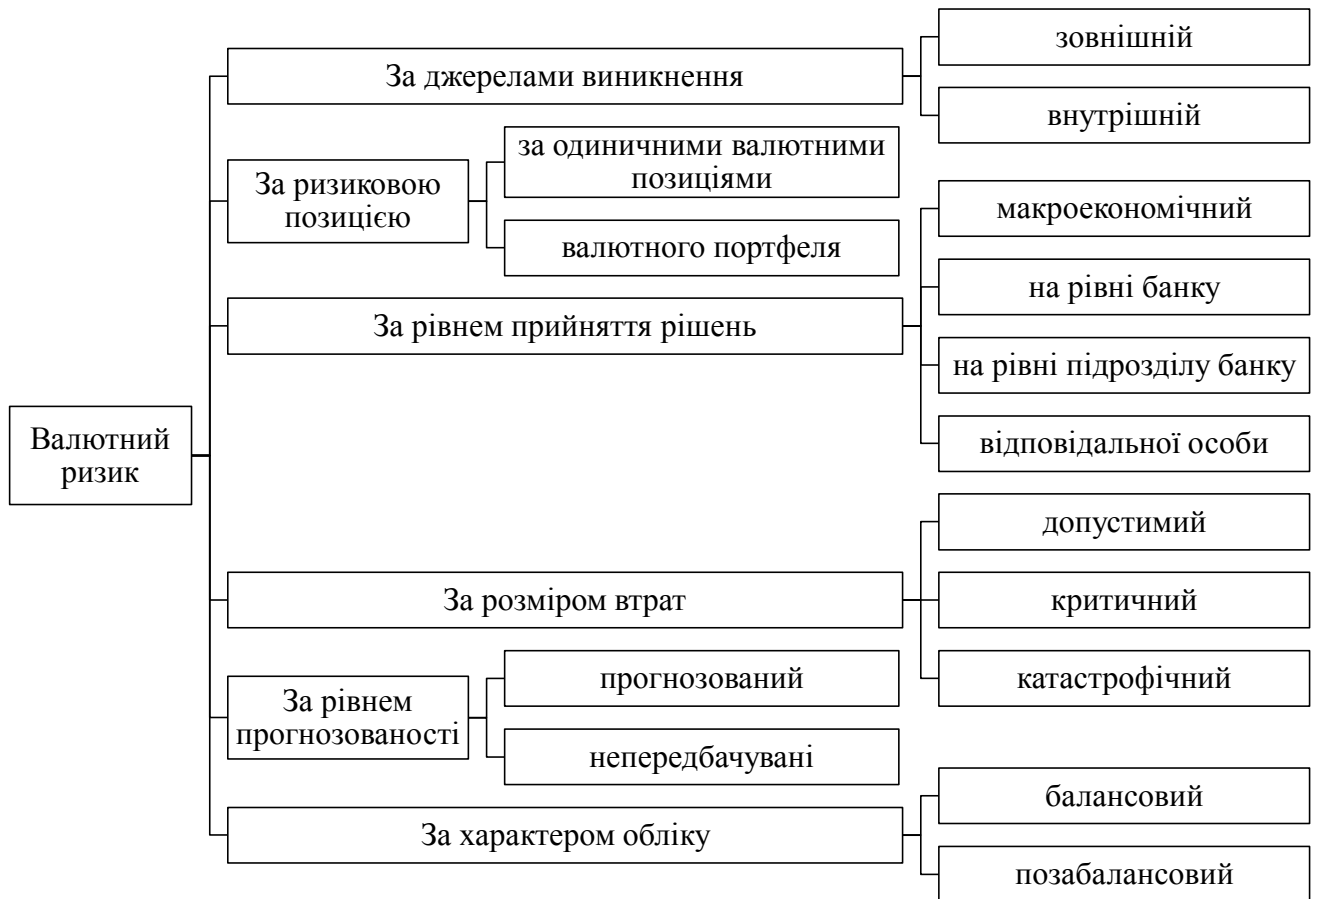 Валютний
ризик
За джерелами виникнення
зовнішній
внутрішній
За ризиковою
позицією
за одиничними валютними
позиціями
валютного портфеля
За рівнем прийняття рішень
макроекономічний
на рівні банку
на рівні підрозділу банку
відповідальної особи
За розміром втрат
допустимий
критичний
катастрофічний
За рівнем
прогнозованості
прогнозований
непередбачувані
За характером обліку
балансовий
позабалансовий